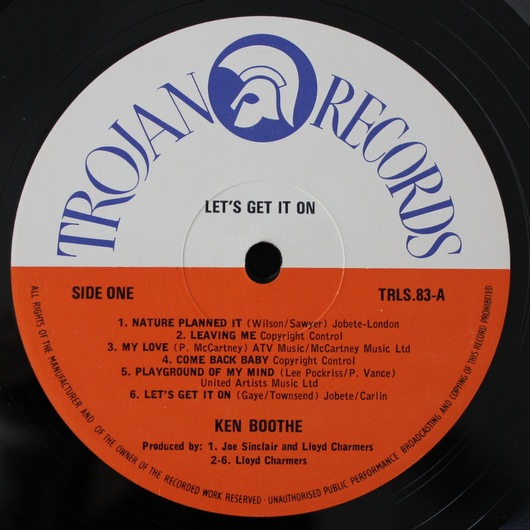 TROJAN RECORDS
LET'S GET IT ON
SIDE ONE
TRLS.83-A
1. NATURE PLANNED IT (Wilson/Sawyer) Jobete-London
2. LEAVING ME Copyright Control
3. MY LOVE (P. McCartney) ATV Music/McCartney Music Ltd
4. COME BACK BABY Copyright Control
5. PLAYGROUND OF MY MIND (Lee Pockriss/P. Vance)
United Artists Music Ltd
6. LET'S GET IT ON (Gaye/Townsend) Jobete/Carlin
KEN BOOTHE
Produced by: 1. Joe Sinclair and Lloyd Charmers
2-6. Lloyd Charmers
ALL RIGHTS OF THE MANUFACTURER AND OF THE OWNER OF THE RECORDED WORK RESERVED - UNAUTHORISED PUBLIC PERFORMANCE BROADCASTING AND COPYING OF THIS RECORD PROHIBITED